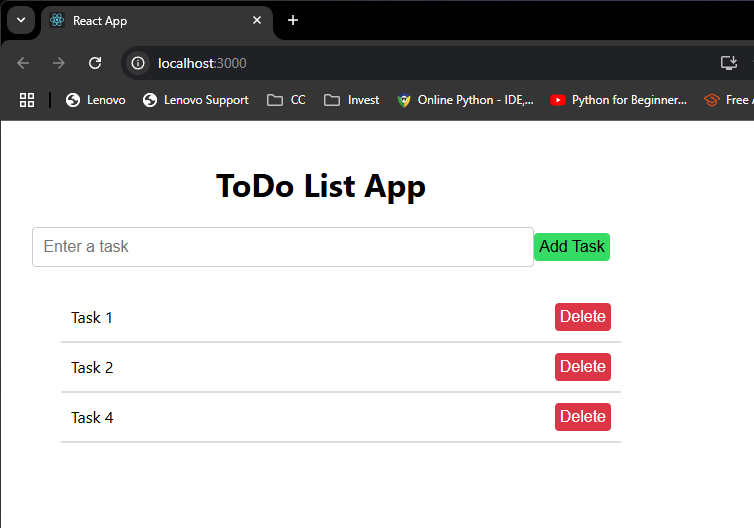 React App
localhost:3000
Lenovo Lenovo Support CC Invest Online Python - IDE,... Python for Beginner... Free
ToDo List App
Enter a task Add Task
Task 1 Delete
Task 2 Delete
Task 4 Delete